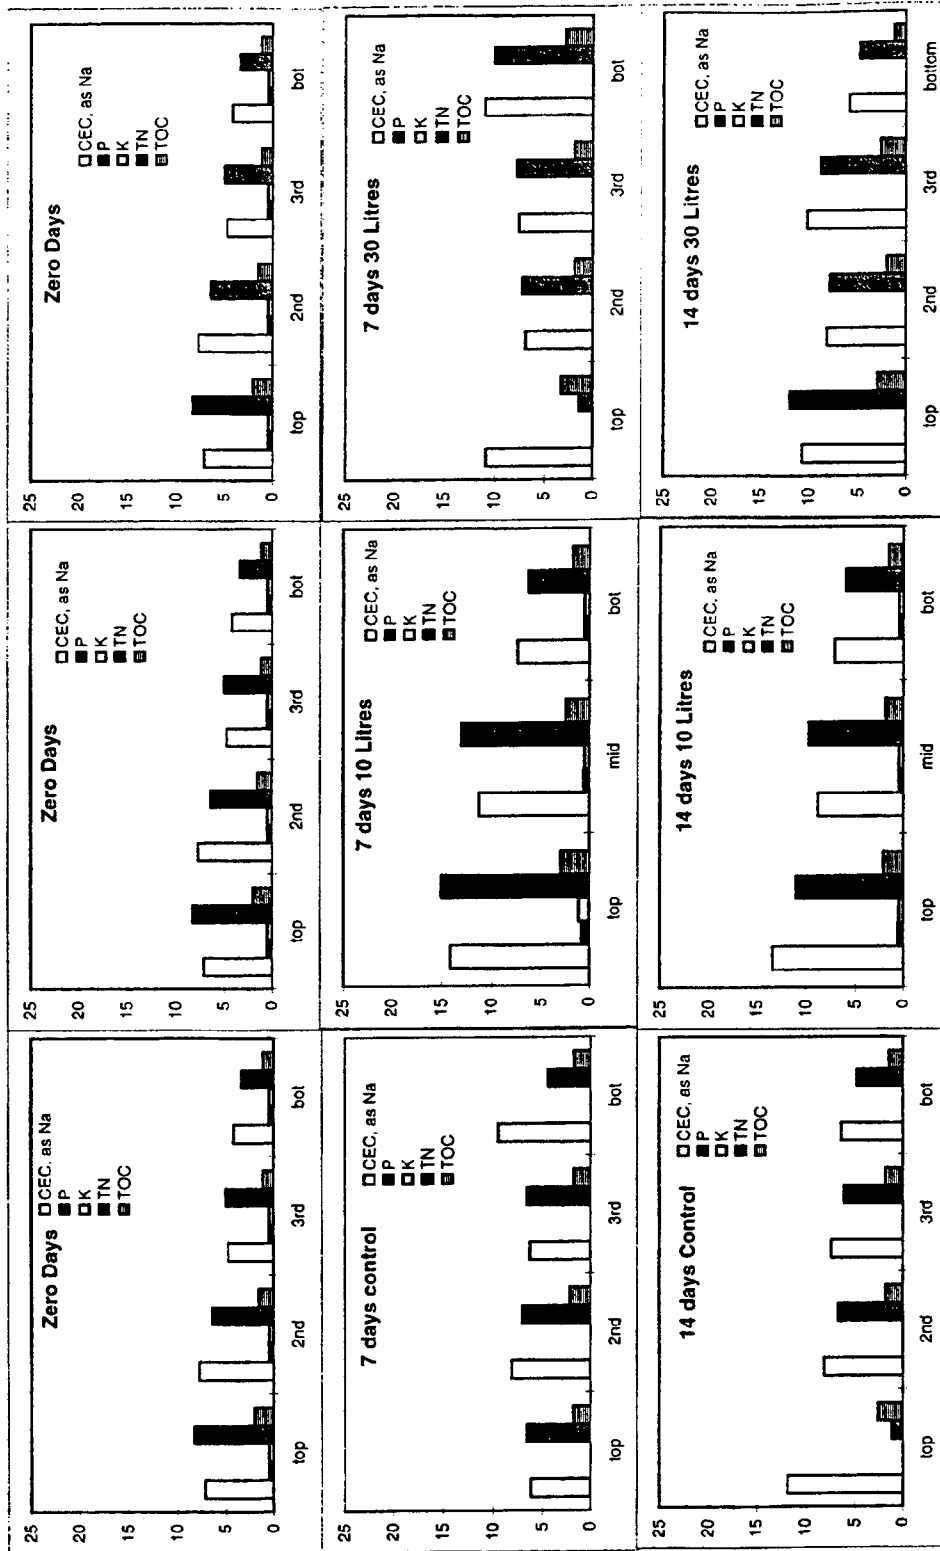 Zero Days
CEC. as Na
P
K
TN
TOC
25
20
15
10
5
0
top 2nd 3rd bot
Zero Days
CEC, as Na
P
K
TN
TOC
25
20
15
10
5
0
top 2nd 3rd bot
Zero Days
CEC, as Na
P
K
TN
TOC
25
20
15
10
5
0
top 2nd 3rd bot
7 days control
CEC, as Na
P
K
TN
TOC
25
20
15
10
5
0
top 2nd 3rd bot
7 days 10 Litres
CEC, as Na
P
K
TN
TOC
25
20
15
10
5
0
top mid bot
7 days 30 Litres
CEC, as Na
P
K
TN
TOC
25
20
15
10
5
0
top 2nd 3rd bot
14 days Control
CEC, as Na
P
K
TN
TOC
25
20
15
10
5
0
top 2nd 3rd bot
14 days 10 Litres
CEC, as Na
P
K
TN
TOC
25
20
15
10
5
0
top mid bot
14 days 30 Litres
CEC, as Na
P
K
TN
TOC
25
20
15
10
5
0
top 2nd 3rd bottom